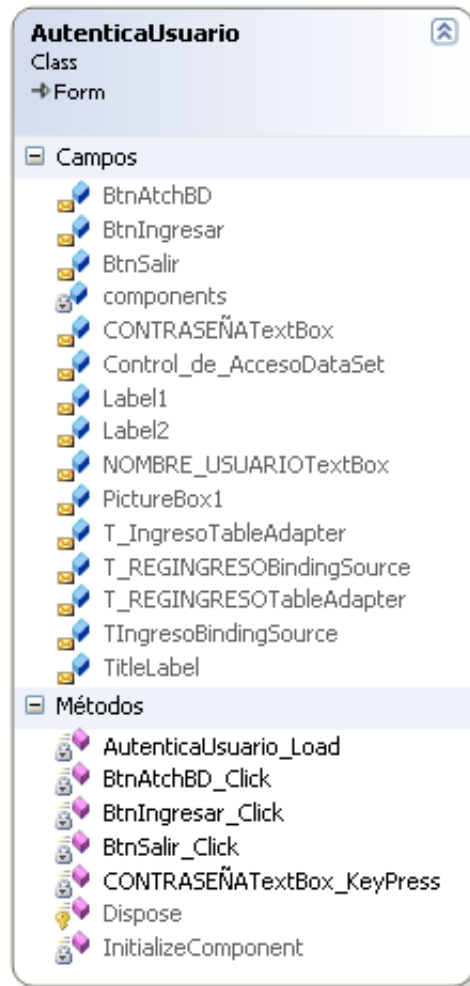 AutenticaUsuario
Class
Form
Campos
BtnAtchBD
BtnIngresar
BtnSalir
components
CONTRASEÑATextBox
Control_de_AccesoDataSet
Label1
Label2
NOMBRE_USUARIOTextBox
PictureBox1
T_IngresoTableAdapter
T_REGINGRESOBindingSource
T_REGINGRESOTableAdapter
TIngresoBindingSource
TitleLabel
Métodos
AutenticaUsuario_Load
BtnAtchBD_Click
BtnIngresar_Click
BtnSalir_Click
CONTRASEÑATextBox_KeyPress
Dispose
InitializeComponent